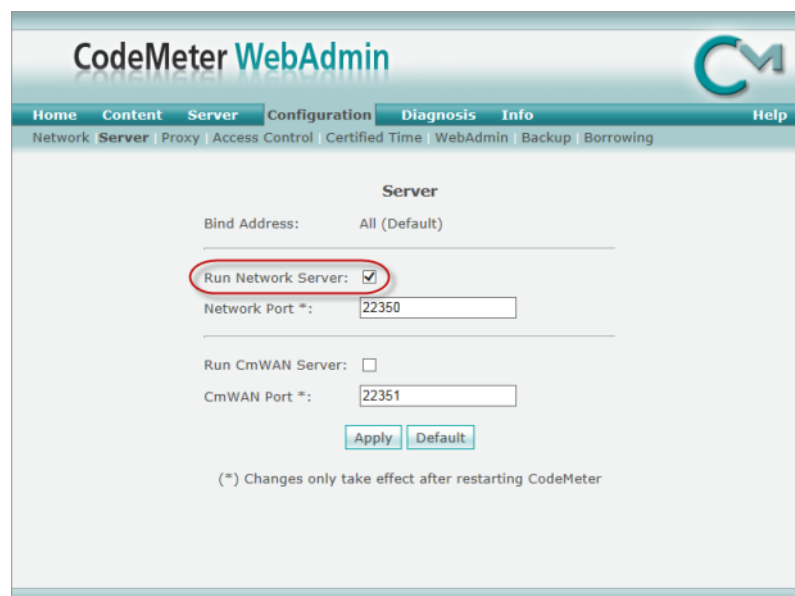 CodeMeter WebAdmin
CM
Home Content Server Configuration Diagnosis Info Help
Network | Server | Proxy | Access Control | Certified Time | WebAdmin | Backup | Borrowing
Server
Bind Address: All (Default)
Run Network Server:
Network Port *: 22350
Run CmWAN Server:
CmWAN Port *: 22351
Apply Default
(*) Changes only take effect after restarting CodeMeter